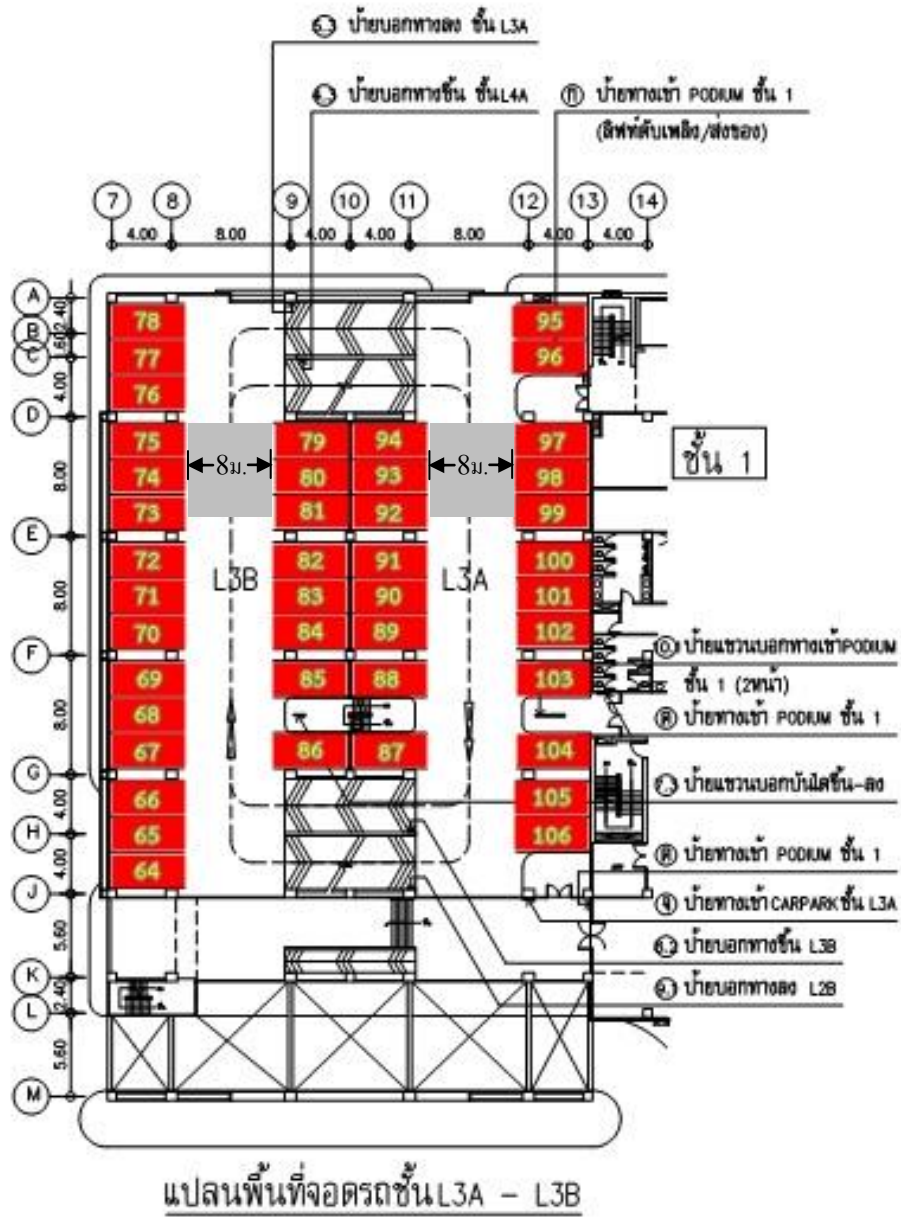 5.3 ป้ายบอกทางลง ชั้น L3A
4.3 ป้ายบอกทางขึ้น ชั้นL4A
11 ป้ายทางเข้า PODIUM ชั้น 1
(ลิฟท์ดับเพลิง/ส่งของ)
7 8 9 10 11 12 13 14
4.00 8.00 4.00 4.00 8.00 4.00 4.00
A
2.40
B
C
4.00
D
8.00
E
8.00
F
8.00
G
4.00
H
4.00
J
5.60
K
2.40
L
5.60
M
78 95
77 96
76
75 79 94 97
74 8ม. 80 93 8ม. 98
73 81 92 99
ชั้น 1
72 82 91 100
71 83 90 101
L3B L3A
70 84 89 102
69 85 88 103
68
67 86 87 104
66 105
65 106
64
ป้ายแขวนบอกทางเข้าPODIUM
ชั้น 1 (2หน้า)
ป้ายทางเข้า PODIUM ชั้น 1
7.3 ป้ายแขวนบอกบันไดขึ้น-ลง
ป้ายทางเข้า PODIUM ชั้น 1
ป้ายทางเข้า CARPARK ชั้น L3A
ป้ายบอกทางขึ้น L3B
ป้ายบอกทางลง L2B
แปลนพื้นที่จอดรถชั้น L3A - L3B